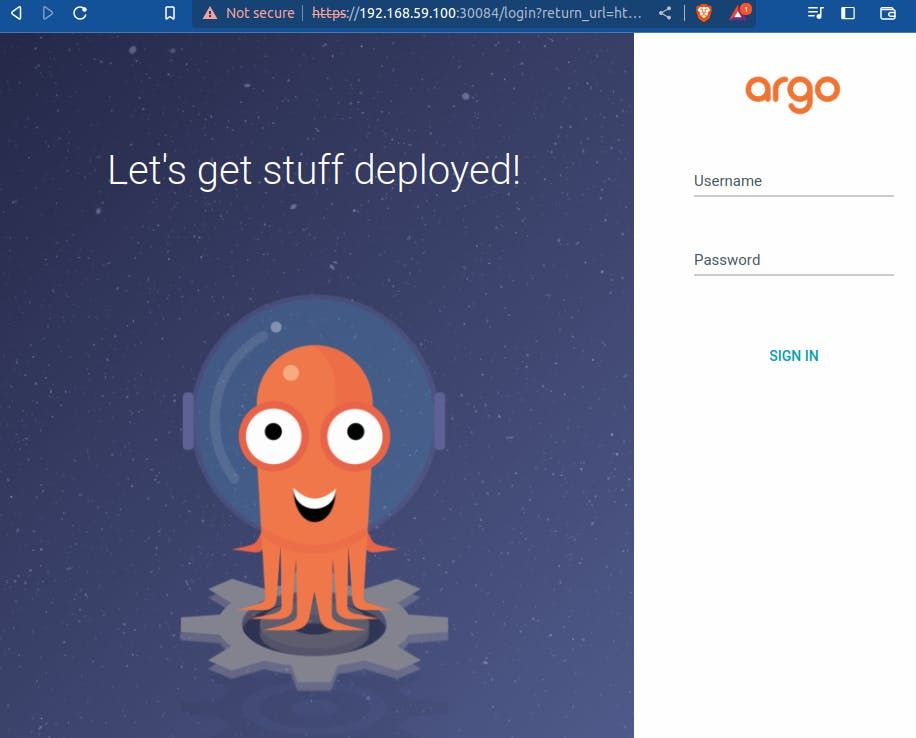 Not secure
https://192.168.59.100:30084/login?return_url=ht...
1
argo
Let's get stuff deployed!
Username
Password
SIGN IN